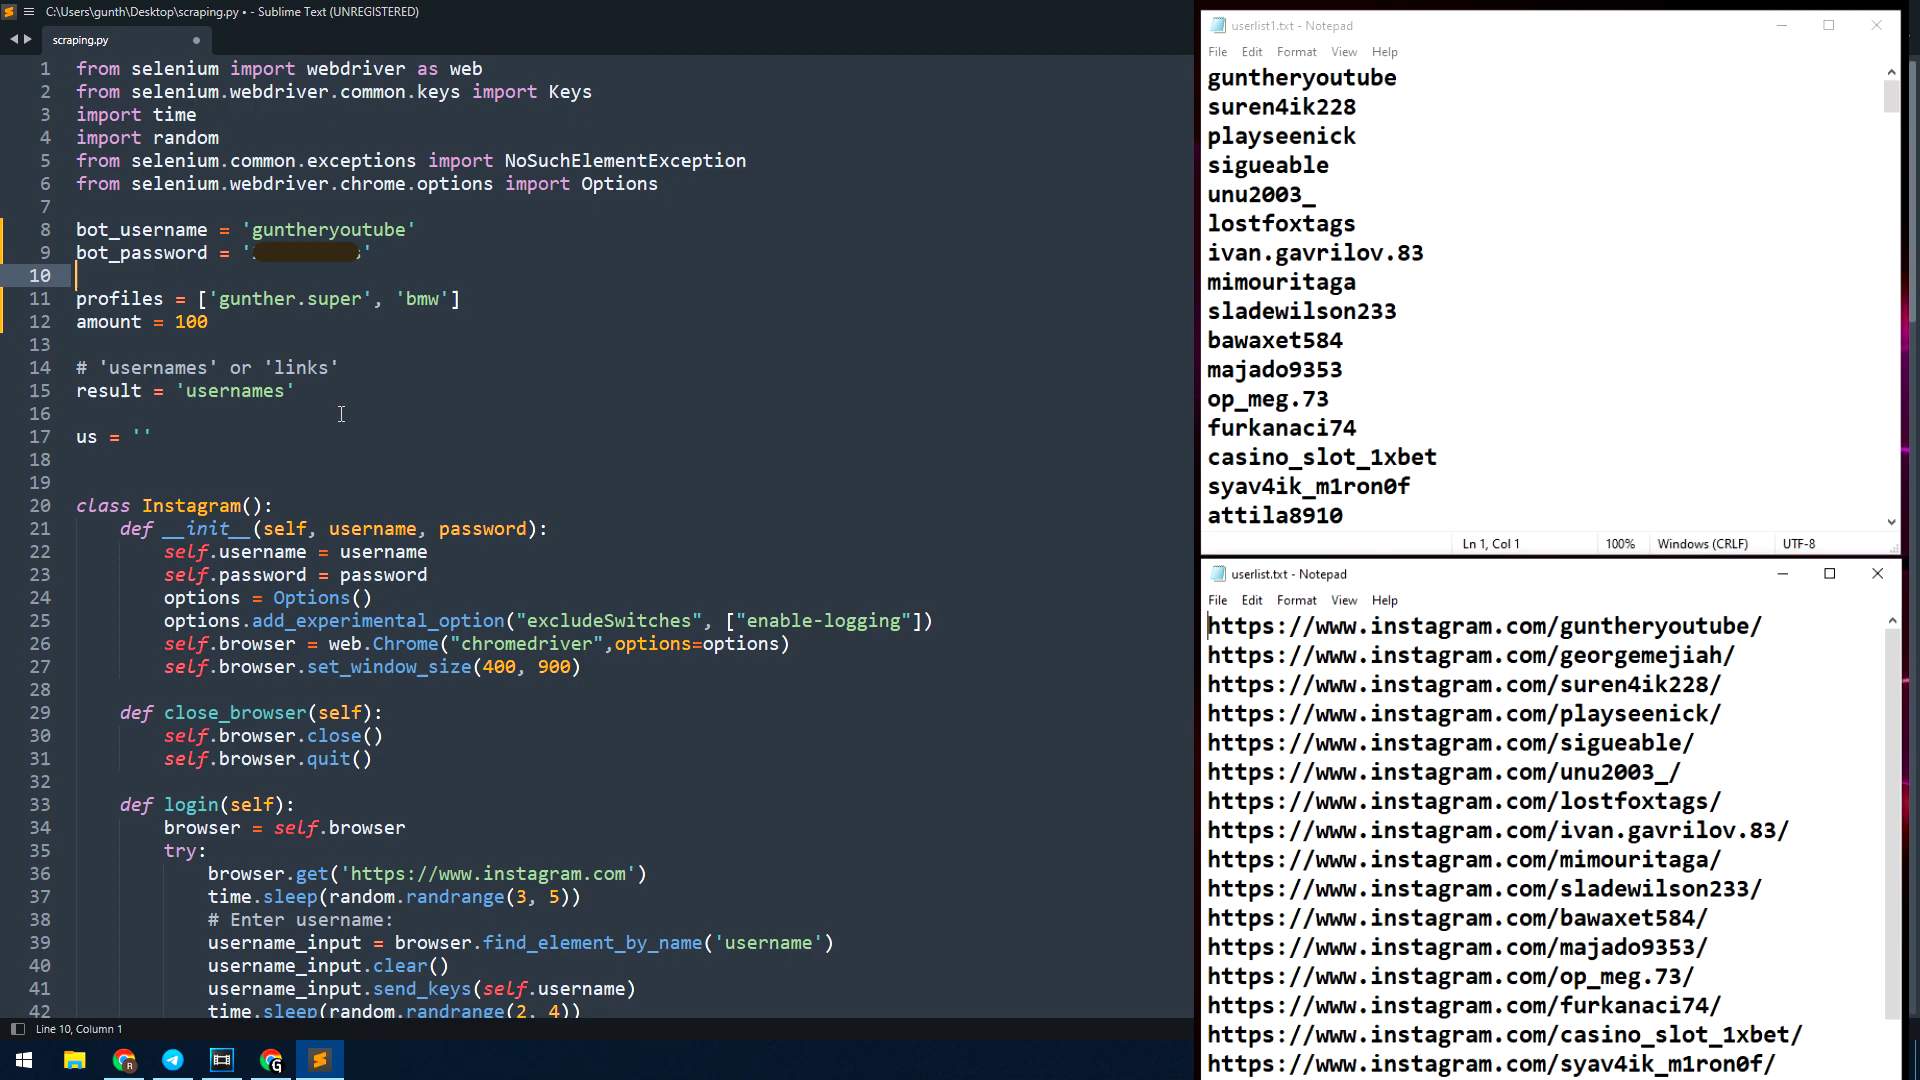 C:\Users\gunth\Desktop\scraping.py • - Sublime Text (UNREGISTERED)
scraping.py
1 from selenium import webdriver as web
2 from selenium.webdriver.common.keys import Keys
3 import time
4 import random
5 from selenium.common.exceptions import NoSuchElementException
6 from selenium.webdriver.chrome.options import Options
7
8 bot_username = 'guntheryoutube'
9 bot_password = ' '
10
11 profiles = ['gunther.super', 'bmw']
12 amount = 100
13
14 # 'usernames' or 'links'
15 result = 'usernames'
16
17 us = ''
18
19
20 class Instagram():
21 def __init__(self, username, password):
22 self.username = username
23 self.password = password
24 options = Options()
25 options.add_experimental_option("excludeSwitches", ["enable-logging"])
26 self.browser = web.Chrome("chromedriver",options=options)
27 self.browser.set_window_size(400, 900)
28
29 def close_browser(self):
30 self.browser.close()
31 self.browser.quit()
32
33 def login(self):
34 browser = self.browser
35 try:
36 browser.get('https://www.instagram.com')
37 time.sleep(random.randrange(3, 5))
38 # Enter username:
39 username_input = browser.find_element_by_name('username')
40 username_input.clear()
41 username_input.send_keys(self.username)
42 time.sleep(random.randrange(2, 4))
Line 10, Column 1
userlist1.txt - Notepad
File Edit Format View Help
guntheryoutube
suren4ik228
playseenick
sigueable
unu2003_
lostfoxtags
ivan.gavrilov.83
mimouritaga
sladewilson233
bawaxet584
majado9353
op_meg.73
furkanaci74
casino_slot_1xbet
syav4ik_m1ron0f
attila8910
Ln 1, Col 1 100% Windows (CRLF) UTF-8
userlist.txt - Notepad
File Edit Format View Help
https://www.instagram.com/guntheryoutube/
https://www.instagram.com/georgemejiah/
https://www.instagram.com/suren4ik228/
https://www.instagram.com/playseenick/
https://www.instagram.com/sigueable/
https://www.instagram.com/unu2003_/
https://www.instagram.com/lostfoxtags/
https://www.instagram.com/ivan.gavrilov.83/
https://www.instagram.com/mimouritaga/
https://www.instagram.com/sladewilson233/
https://www.instagram.com/bawaxet584/
https://www.instagram.com/majado9353/
https://www.instagram.com/op_meg.73/
https://www.instagram.com/furkanaci74/
https://www.instagram.com/casino_slot_1xbet/
https://www.instagram.com/syav4ik_m1ron0f/